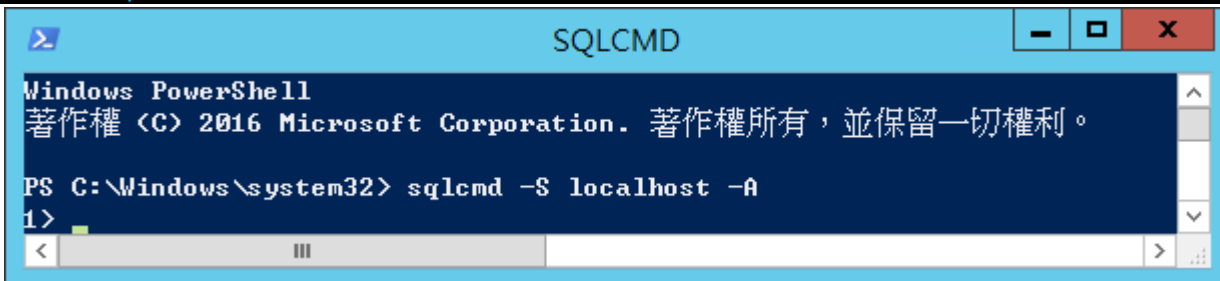 SQLCMD
Windows PowerShell
著作權 (C) 2016 Microsoft Corporation. 著作權所有，並保留一切權利。
PS C:\Windows\system32> sqlcmd -S localhost -A
1>